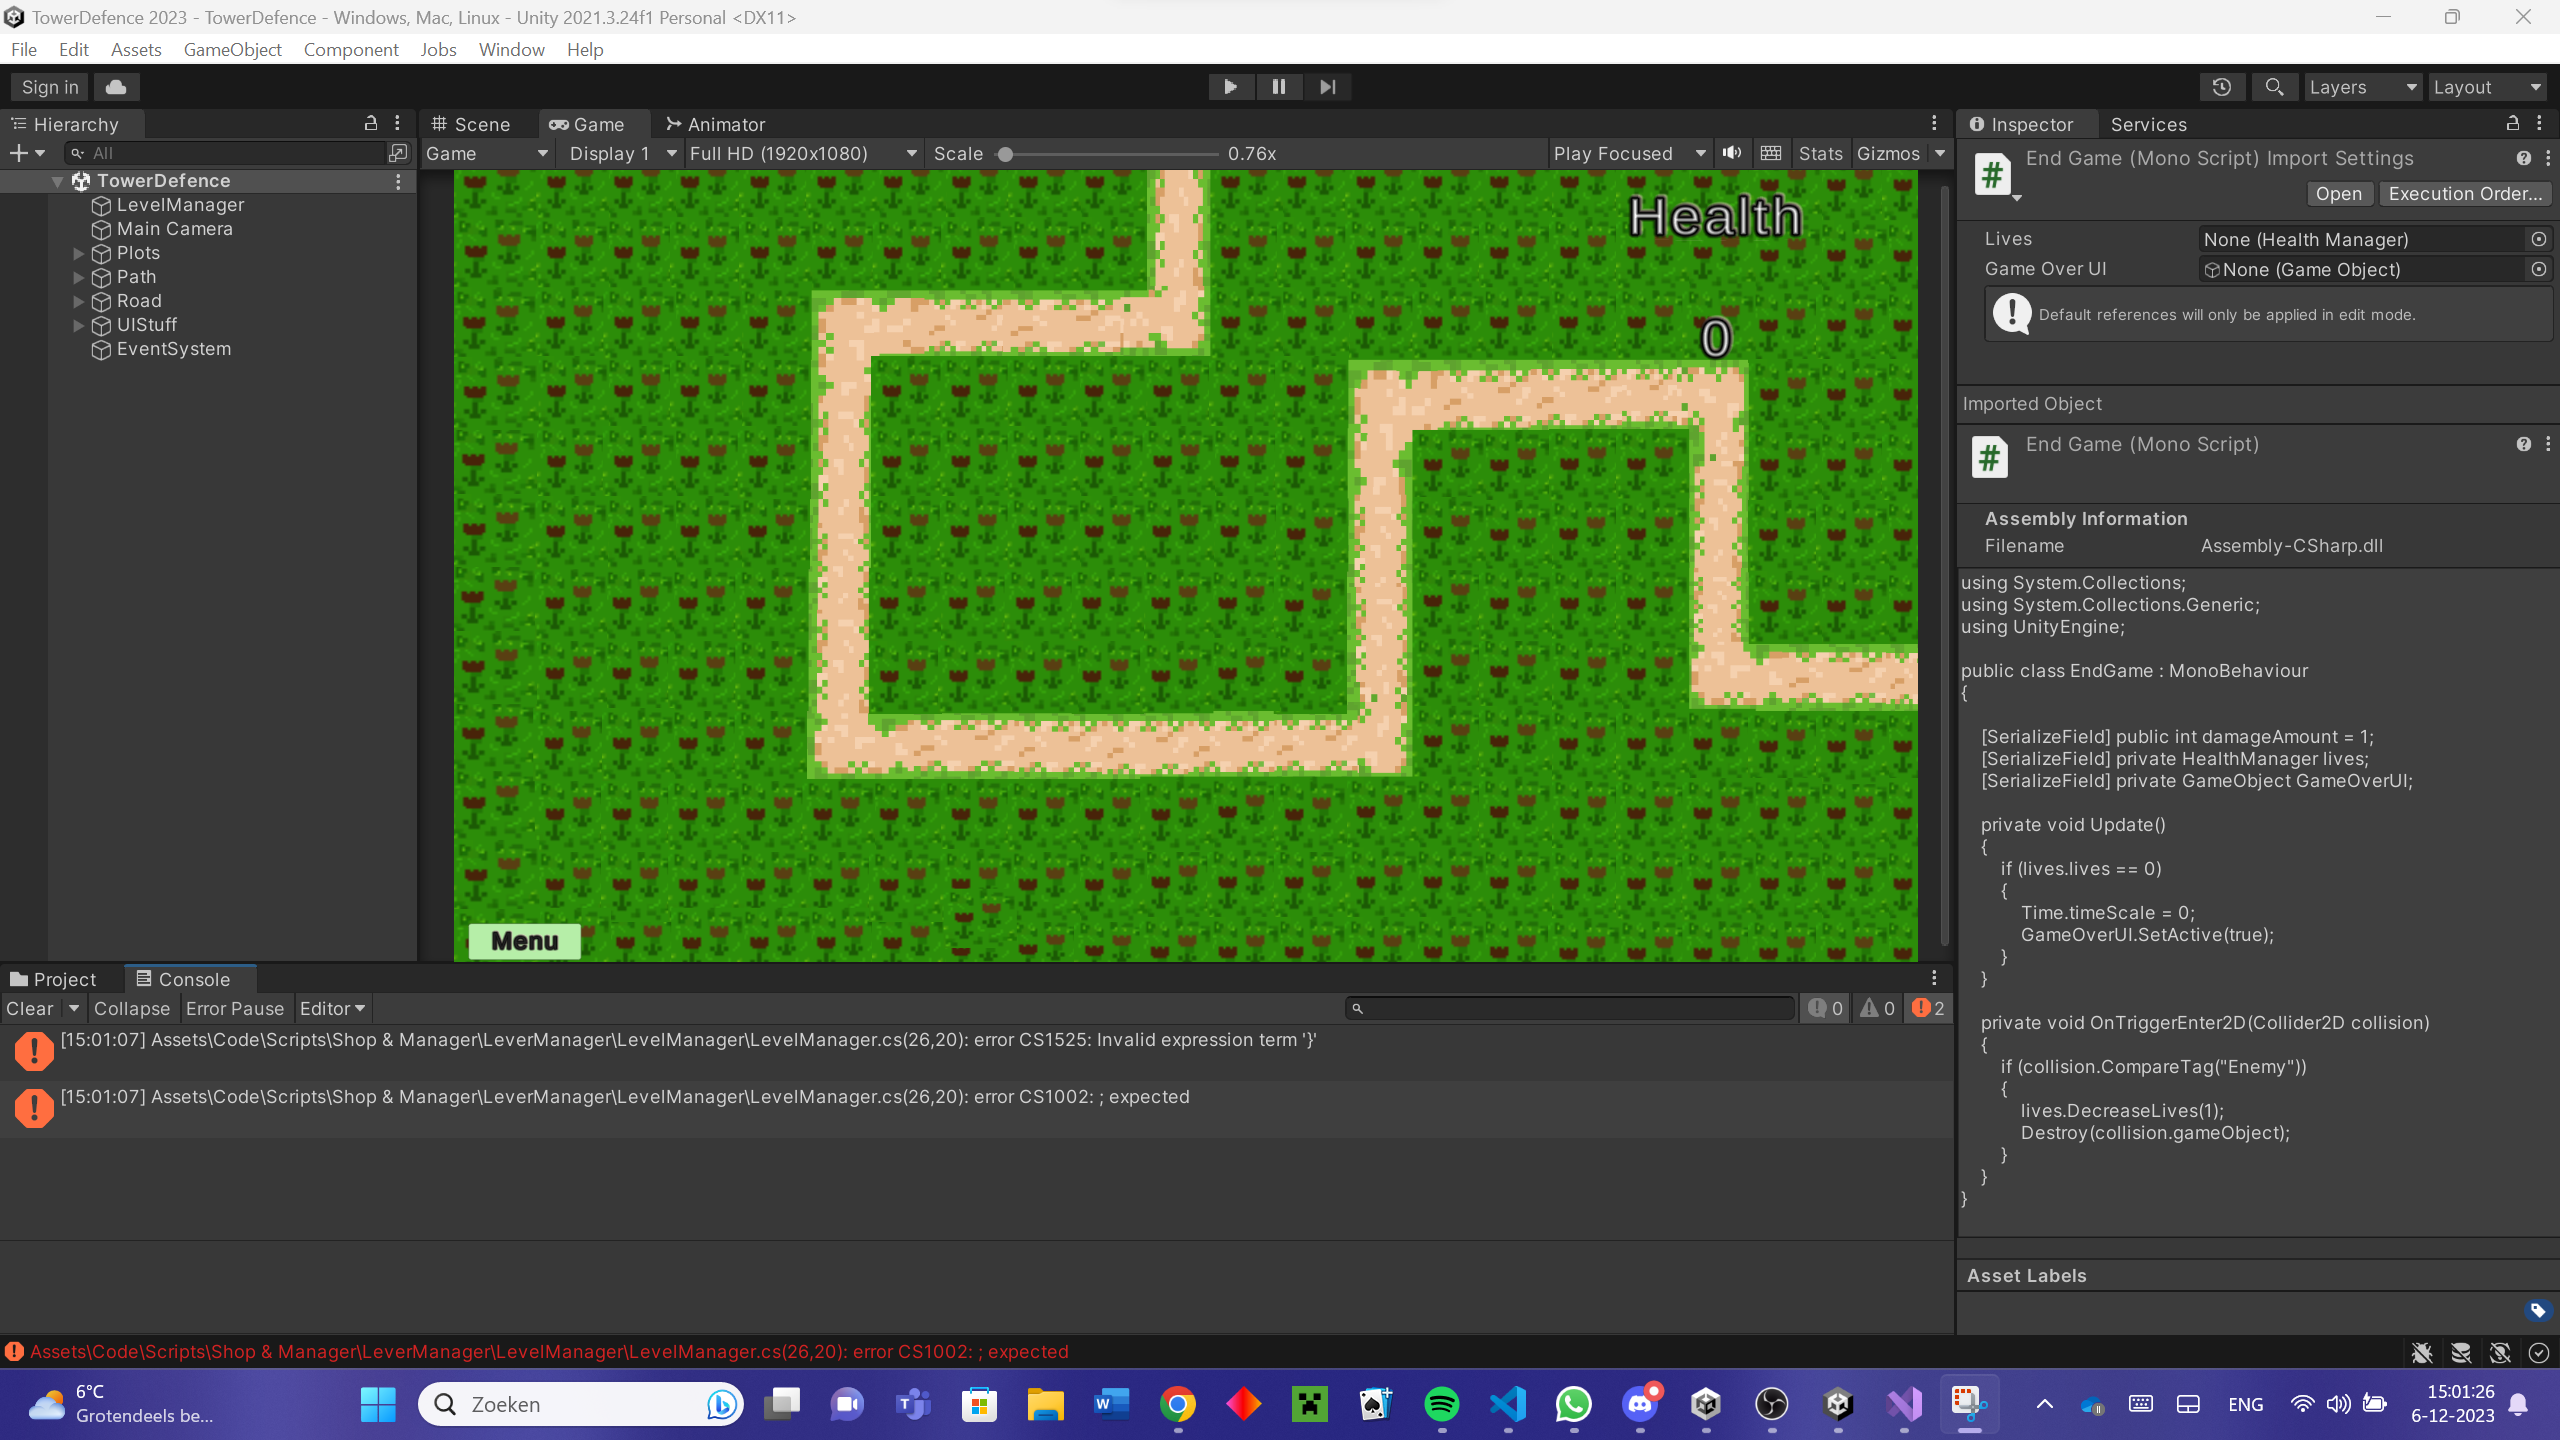 TowerDefence 2023 - TowerDefence - Windows, Mac, Linux - Unity 2021.3.24f1 Personal <DX11>
File Edit Assets GameObject Component Jobs Window Help
Sign in
Layers Layout
Hierarchy
All
TowerDefence
LevelManager
Main Camera
Plots
Path
Road
UIStuff
EventSystem
Scene Game Animator
Game Display 1 Full HD (1920x1080) Scale 0.76x Play Focused Stats Gizmos
Health
0
Menu
Inspector Services
End Game (Mono Script) Import Settings
Open Execution Order...
Lives None (Health Manager)
Game Over UI None (Game Object)
Default references will only be applied in edit mode.
Imported Object
End Game (Mono Script)
Assembly Information
Filename Assembly-CSharp.dll
using System.Collections;
using System.Collections.Generic;
using UnityEngine;
public class EndGame : MonoBehaviour
{
[SerializeField] public int damageAmount = 1;
[SerializeField] private HealthManager lives;
[SerializeField] private GameObject GameOverUI;
private void Update()
{
if (lives.lives == 0)
{
Time.timeScale = 0;
GameOverUI.SetActive(true);
}
}
private void OnTriggerEnter2D(Collider2D collision)
{
if (collision.CompareTag("Enemy"))
{
lives.DecreaseLives(1);
Destroy(collision.gameObject);
}
}
}
Asset Labels
Project Console
Clear Collapse Error Pause Editor
0 0 2
[15:01:07] Assets\Code\Scripts\Shop & Manager\LeverManager\LevelManager\LevelManager.cs(26,20): error CS1525: Invalid expression term '}'
[15:01:07] Assets\Code\Scripts\Shop & Manager\LeverManager\LevelManager\LevelManager.cs(26,20): error CS1002: ; expected
Assets\Code\Scripts\Shop & Manager\LeverManager\LevelManager\LevelManager.cs(26,20): error CS1002: ; expected
6°C
Grotendeels be...
Zoeken
ENG
15:01:26
6-12-2023